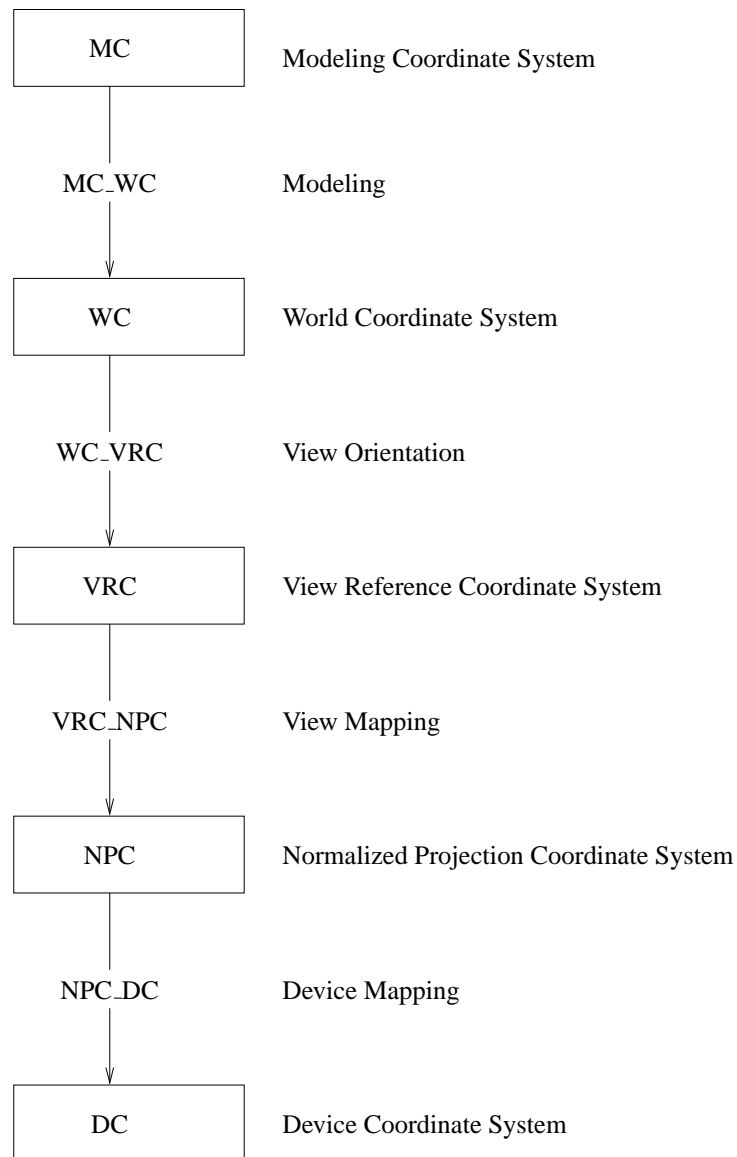 MC Modeling Coordinate System
MC_WC Modeling
WC World Coordinate System
WC_VRC View Orientation
VRC View Reference Coordinate System
VRC_NPC View Mapping
NPC Normalized Projection Coordinate System
NPC_DC Device Mapping
DC Device Coordinate System